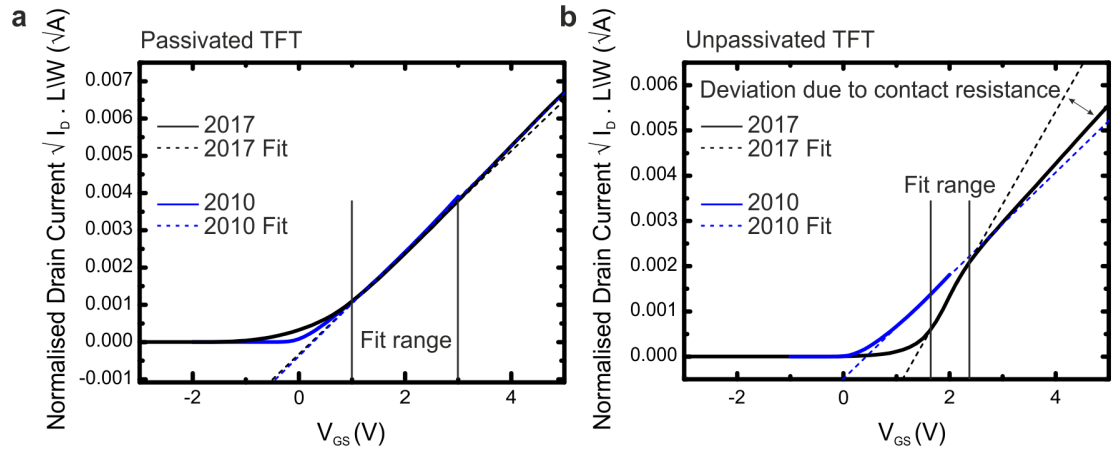 a
Passivated TFT
Normalised Drain Current √ I_D . L\W (√A)
0.007
0.006
0.005
0.004
0.003
0.002
0.001
0.000
-0.001
2017
2017 Fit
2010
2010 Fit
Fit range
-2
0
2
4
V_GS (V)
b
Unpassivated TFT
Normalised Drain Current √ I_D . L\W (√A)
0.006
0.005
0.004
0.003
0.002
0.001
0.000
Deviation due to contact resistance
2017
2017 Fit
Fit range
2010
2010 Fit
-2
0
2
4
V_GS (V)